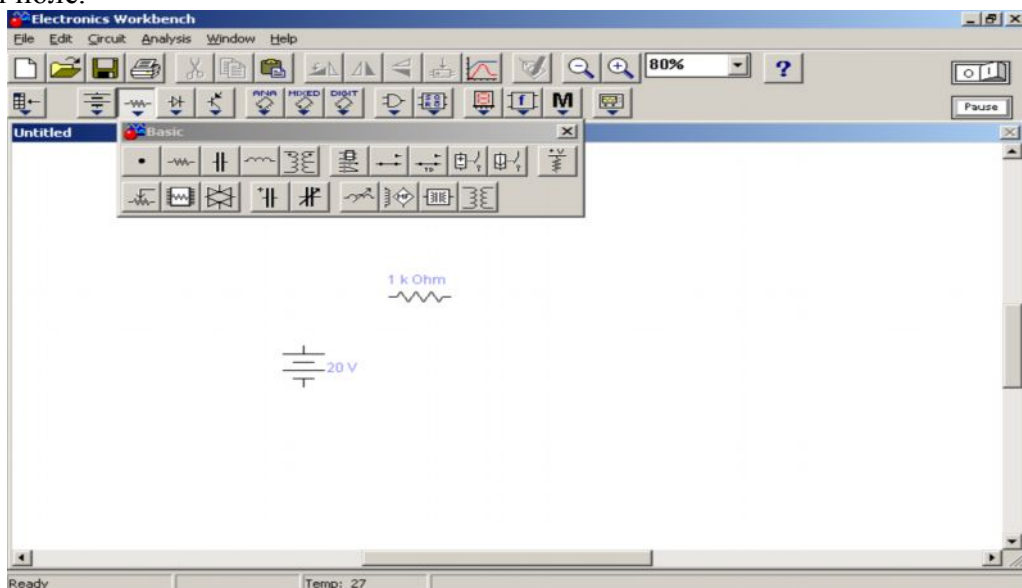 поле.
Electronics Workbench
File Edit Circuit Analysis Window Help
80%
?
ANA MIXED DIGIT
M
Pause
Untitled
Basic
1 k Ohm
20 V
Ready Temp: 27